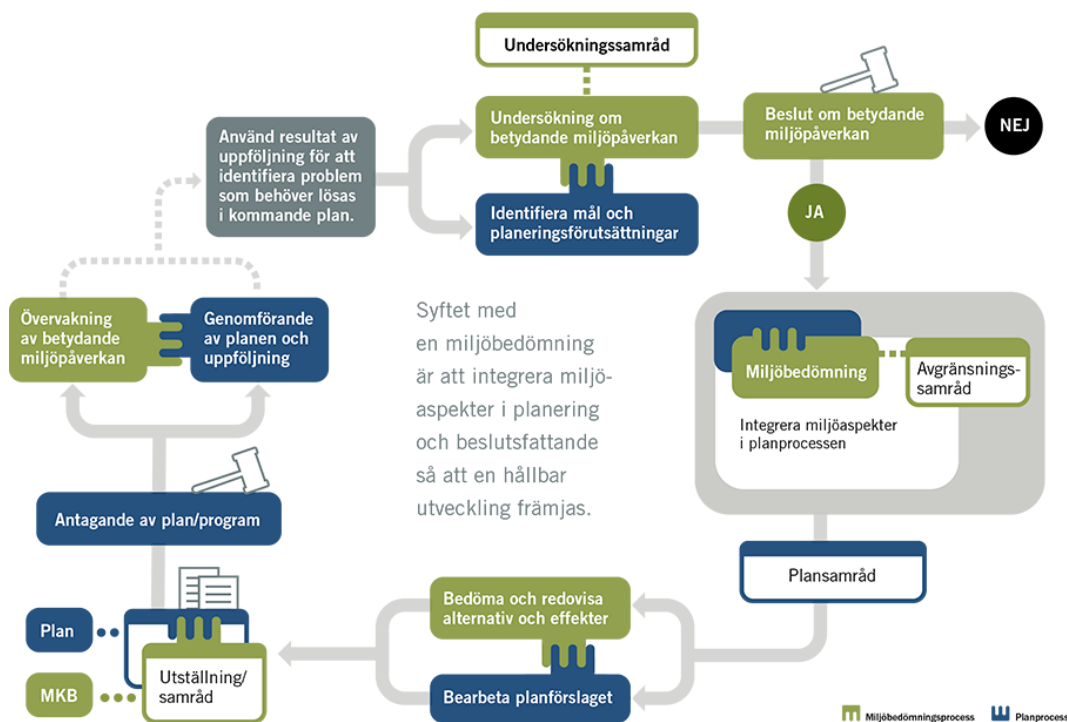 Undersökningssamråd
Undersökning om
betydande miljöpåverkan
Beslut om betydande
miljöpåverkan
NEJ
Använd resultat av
uppföljning för att
identifiera problem
som behöver lösas
i kommande plan.
Identifiera mål och
planeringsförutsättningar
JA
Övervakning
av betydande
miljöpåverkan
Genomförande
av planen och
uppföljning
Syftet med
en miljöbedömning
är att integrera miljö-
aspekter i planering
och beslutsfattande
så att en hållbar
utveckling främjas.
Miljöbedömning
Avgränsnings-
samråd
Integrera miljöaspekter
i planprocessen
Antagande av plan/program
Plansamråd
Bedöma och redovisa
alternativ och effekter
Bearbeta planförslaget
Plan
MKB
Utställning/
samråd
Miljöbedömningsprocess
Planprocess